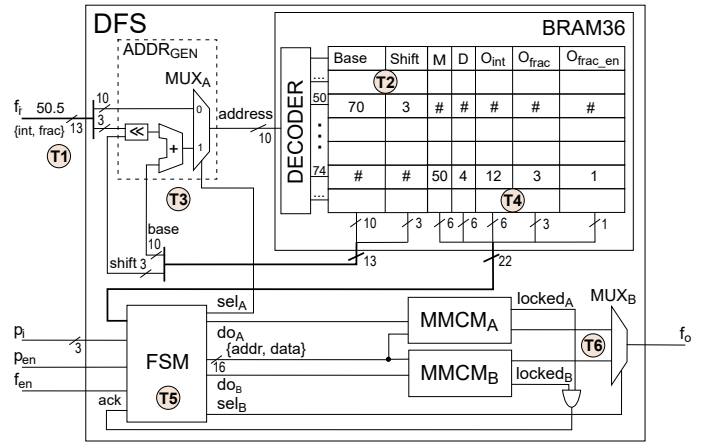 DFS
BRAM36
ADDR_GEN
MUX_A
Base Shift M D O_int O_frac O_frac_en
...
T2
50 70 3 # # # # #
74 # # 50 4 12 3 1
...
T4
DECODER
10 3 6 6 6 3 1
13 22
f_i 50.5
{int, frac} 13
T1
10
3
<<
+
0
1
address
10
T3
base
10
shift 3
sel_A
do_A
{addr, data}
16
do_B
sel_B
FSM
T5
p_i 3
p_en
f_en
ack
MMCM_A
MMCM_B
locked_A
locked_B
MUX_B
T6
f_o